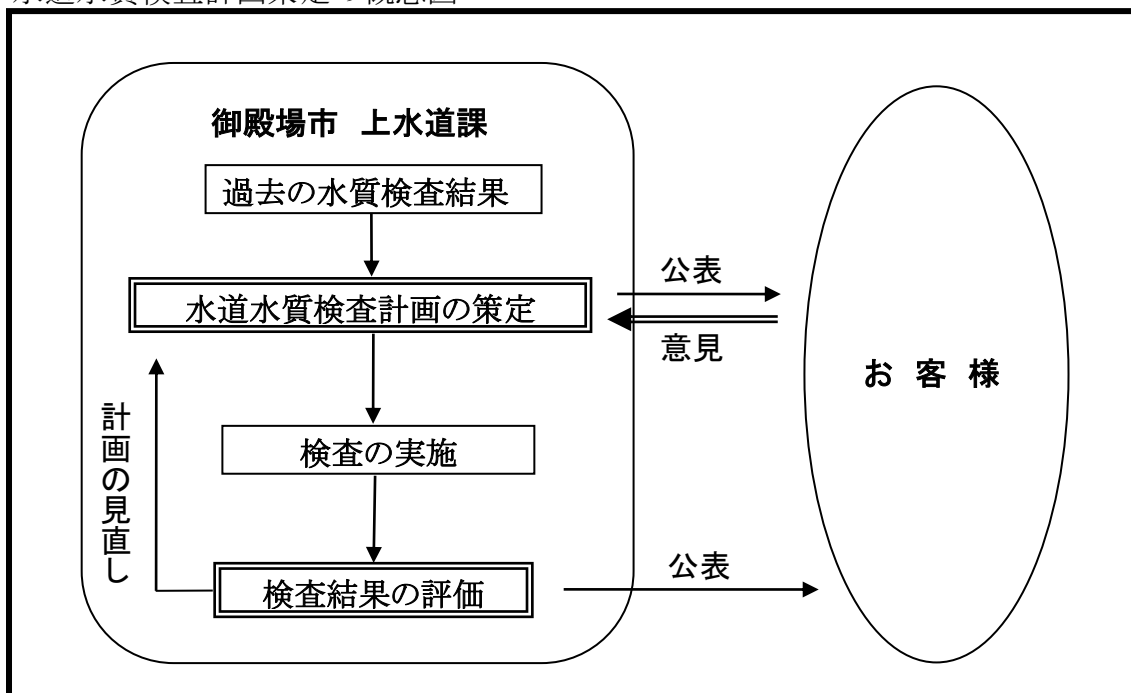 水道水質検査計画策定の概念図
御殿場市 上水道課
過去の水質検査結果
水道水質検査計画の策定
公表
意見
お 客 様
計画の見直し
検査の実施
検査結果の評価
公表